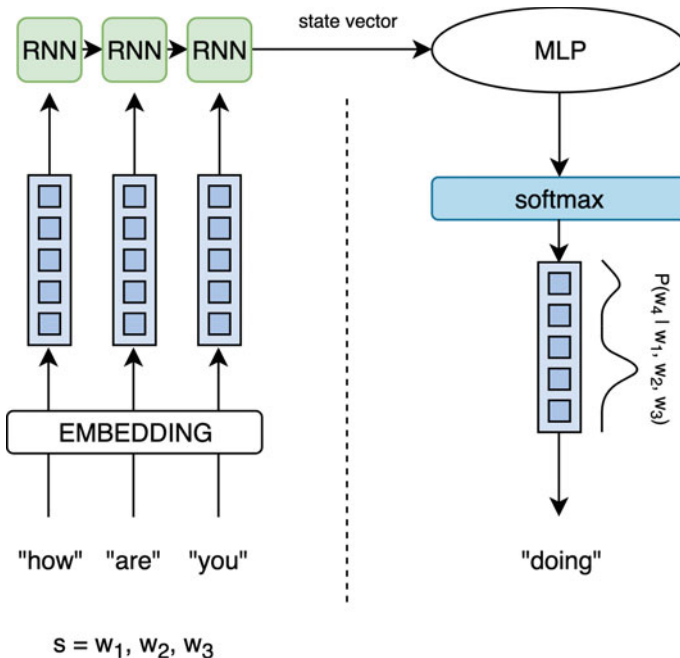 RNN RNN RNN
state vector
MLP
softmax
P(w₄ | w₁, w₂, w₃)
EMBEDDING
"how" "are" "you"
"doing"
s = w₁, w₂, w₃